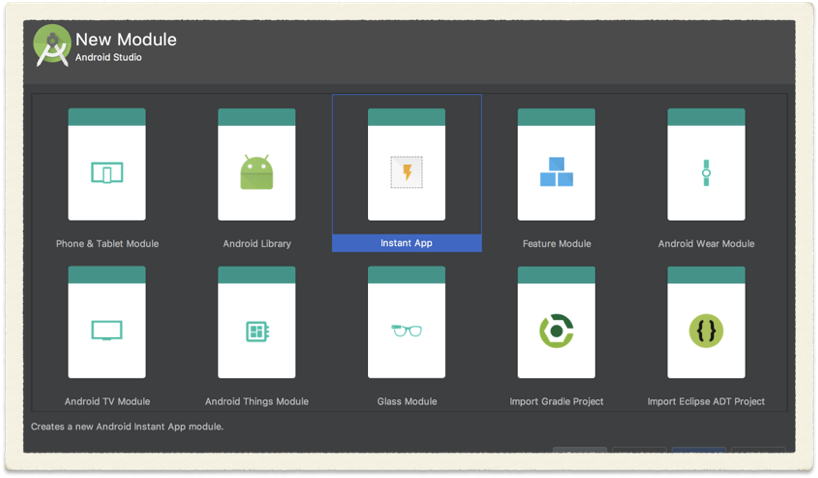 New Module
Android Studio
Phone & Tablet Module
Android Library
Instant App
Feature Module
Android Wear Module
Android TV Module
Android Things Module
Glass Module
Import Gradle Project
Import Eclipse ADT Project
Creates a new Android Instant App module.